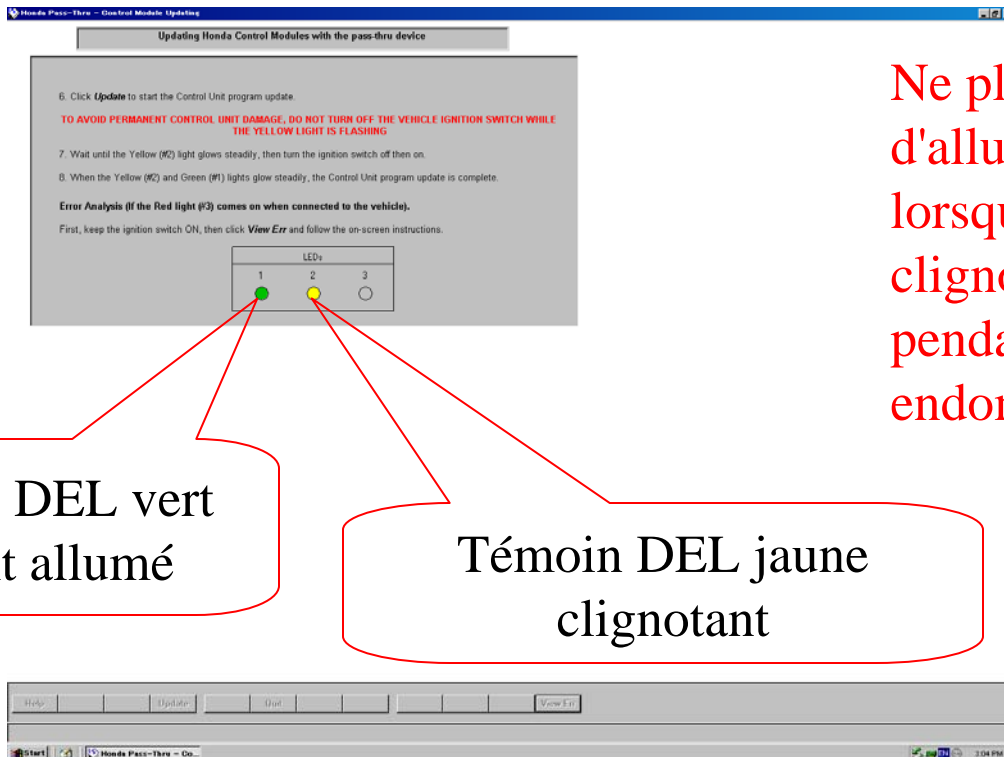 Honda Pass-Thru - Control Module Updating
Updating Honda Control Modules with the pass-thru device
6. Click Update to start the Control Unit program update.
TO AVOID PERMANENT CONTROL UNIT DAMAGE, DO NOT TURN OFF THE VEHICLE IGNITION SWITCH WHILE
THE YELLOW LIGHT IS FLASHING
7. Wait until the Yellow (#2) light glows steadily, then turn the ignition switch off then on.
8. When the Yellow (#2) and Green (#1) lights glow steadily, the Control Unit program update is complete.
Error Analysis (If the Red light (#3) comes on when connected to the vehicle).
First, keep the ignition switch ON, then click View Err and follow the on-screen instructions.
LEDs
1 2 3
Ne pl
d'allu
lorsqu
cligno
penda
endor
DEL vert
t allumé
Témoin DEL jaune
clignotant
Help Update Quit View Err
Start Honda Pass-Thru - Co... EN 3:04 PM